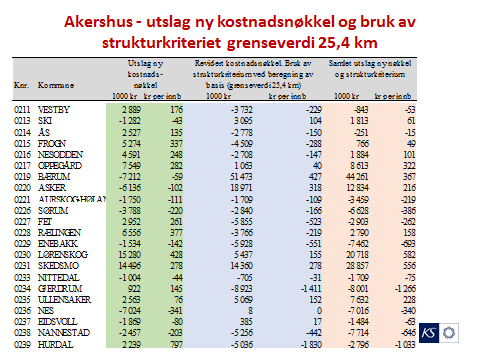 Akershus - utslag ny kostnadsnøkkel og bruk av
strukturkriteriet grenseverdi 25,4 km
Knr. Kommune Utslag ny kostnads-nøkkel Revidert kostnadsnøkkel. Bruk av strukturkriterium ved beregning av basis (grenseverdi 25,4 km) Samlet utslag ny nøkkel og strukturkriterium
1000 kr kr per innb 1000 kr kr per innb 1000 kr kr per innb
0211 VESTBY 2 889 176 -3 732 -229 -843 -53
0213 SKI -1 282 -43 3 095 104 1 813 61
0214 ÅS 2 527 135 -2 778 -150 -251 -15
0215 FROGN 5 274 337 -4 509 -288 766 49
0216 NESODDEN 4 591 248 -2 708 -147 1 884 101
0217 OPPEGÅRD 7 549 282 1 063 40 8 613 322
0219 BÆRUM -7 212 -59 51 473 427 44 261 367
0220 ASKER -6 136 -102 18 971 318 12 834 216
0221 AURSKOG-HØLAN -1 750 -111 -1 709 -109 -3 459 -219
0226 SØRUM -3 788 -220 -2 840 -166 -6 628 -386
0227 FET 2 952 261 -5 855 -523 -2 903 -262
0228 RÆLINGEN 6 556 377 -3 766 -219 2 790 158
0229 ENEBAKK -1 534 -142 -5 928 -551 -7 462 -693
0230 LØRENSKOG 15 280 428 5 437 155 20 718 582
0231 SKEDSMO 14 496 278 14 360 278 28 857 556
0233 NITTEDAL -1 004 -44 -705 -31 -1 709 -75
0234 GJERDRUM 922 145 -8 923 -1 411 -8 001 -1 266
0235 ULLENSAKER 2 563 76 5 069 152 7 632 228
0236 NES -7 024 -341 8 0 -7 016 -340
0237 EIDSVOLL -1 869 -80 385 17 -1 484 -63
0238 NANNESTAD -2 457 -203 -5 256 -442 -7 714 -646
0239 HURDAL 2 239 797 -5 036 -1 830 -2 796 -1 033
KS